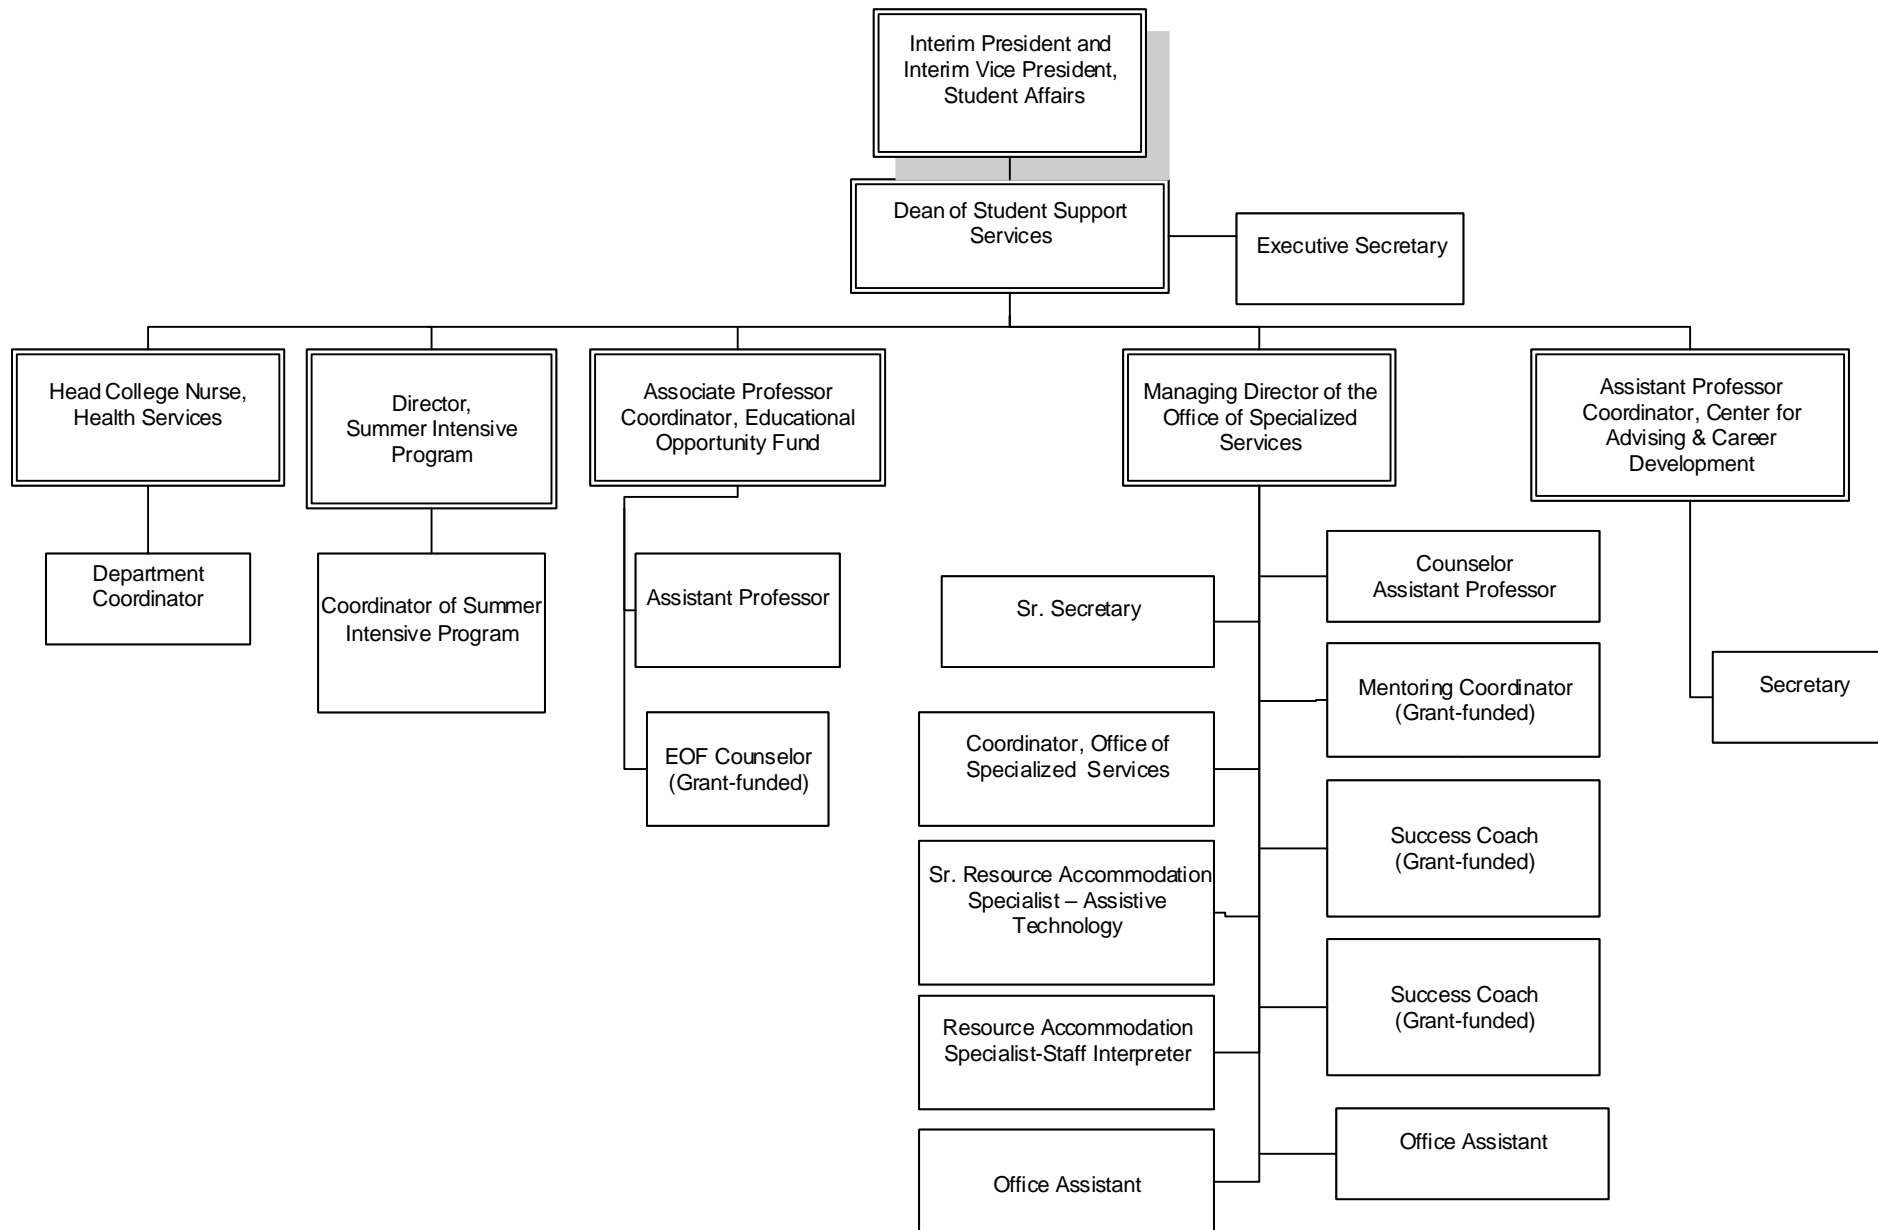 Interim President and
Interim Vice President,
Student Affairs
Dean of Student Support
Services
Executive Secretary
Head College Nurse,
Health Services
Director,
Summer Intensive
Program
Associate Professor
Coordinator, Educational
Opportunity Fund
Managing Director of the
Office of Specialized
Services
Assistant Professor
Coordinator, Center for
Advising & Career
Development
Department
Coordinator
Coordinator of Summer
Intensive Program
Assistant Professor
EOF Counselor
(Grant-funded)
Sr. Secretary
Coordinator, Office of
Specialized Services
Sr. Resource Accommodation
Specialist – Assistive
Technology
Resource Accommodation
Specialist-Staff Interpreter
Office Assistant
Counselor
Assistant Professor
Mentoring Coordinator
(Grant-funded)
Success Coach
(Grant-funded)
Success Coach
(Grant-funded)
Office Assistant
Secretary